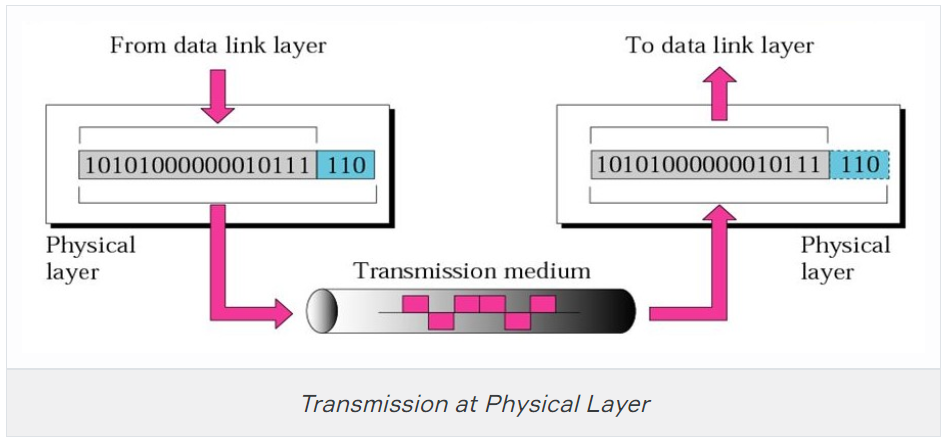 From data link layer
To data link layer
10101000000010111 110
10101000000010111 110
Physical
layer
Physical
layer
Transmission medium
Transmission at Physical Layer